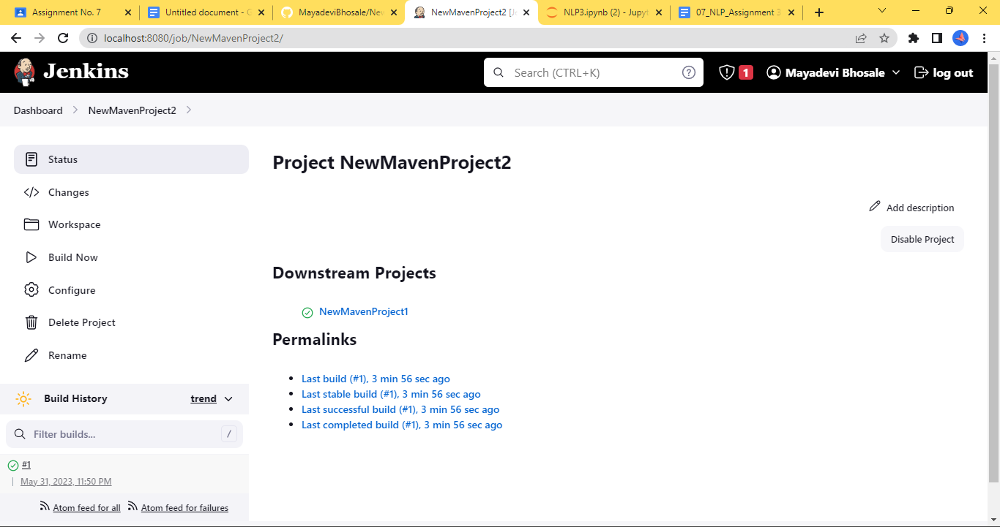 Assignment No. 7
Untitled document - G
MayadeviBhosale/New
NewMavenProject2 [Je
NLP3.ipynb (2) - Jupyt
07_NLP_Assignment 3
localhost:8080/job/NewMavenProject2/
Jenkins
Search (CTRL+K)
1
Mayadevi Bhosale
log out
Dashboard
NewMavenProject2
Status
Changes
Workspace
Build Now
Configure
Delete Project
Rename
Build History
trend
Filter builds...
/
#1
May 31, 2023, 11:50 PM
Atom feed for all
Atom feed for failures
Project NewMavenProject2
Add description
Disable Project
Downstream Projects
NewMavenProject1
Permalinks
Last build (#1), 3 min 56 sec ago
Last stable build (#1), 3 min 56 sec ago
Last successful build (#1), 3 min 56 sec ago
Last completed build (#1), 3 min 56 sec ago